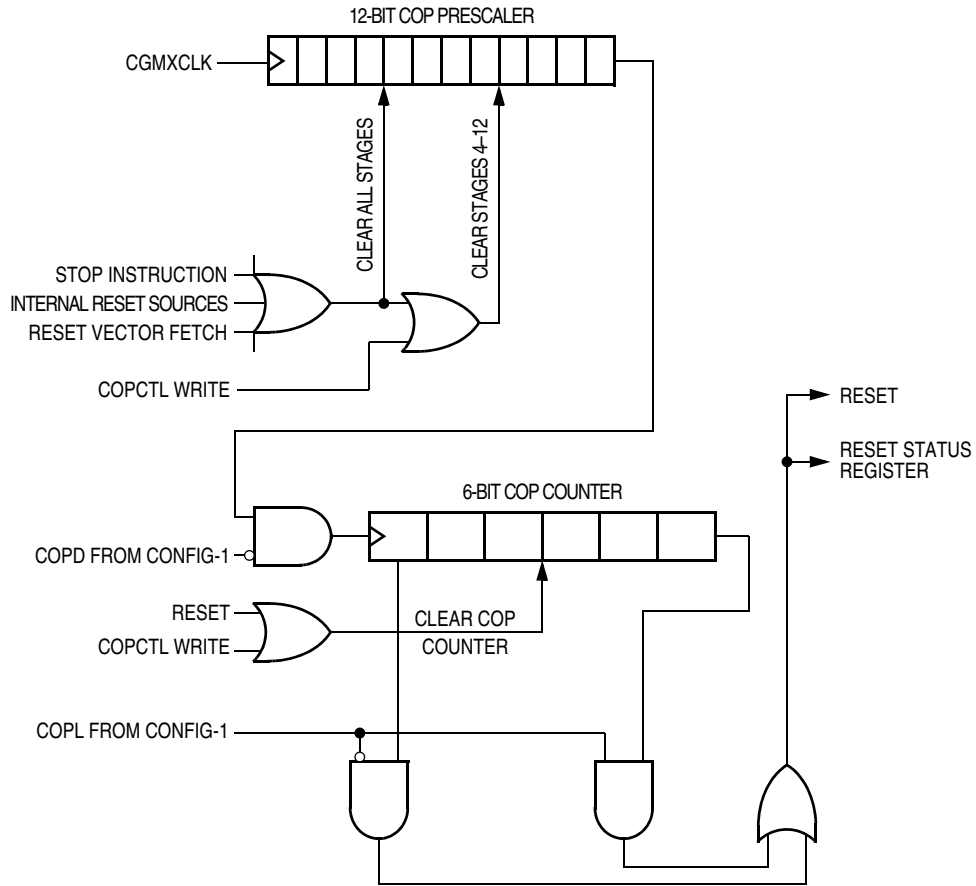 12-BIT COP PRESCALER
CGMXCLK
CLEAR ALL STAGES
CLEAR STAGES 4–12
STOP INSTRUCTION
INTERNAL RESET SOURCES
RESET VECTOR FETCH
COPCTL WRITE
RESET
RESET STATUS
REGISTER
6-BIT COP COUNTER
COPD FROM CONFIG-1
RESET
CLEAR COP
COPCTL WRITE
COUNTER
COPL FROM CONFIG-1